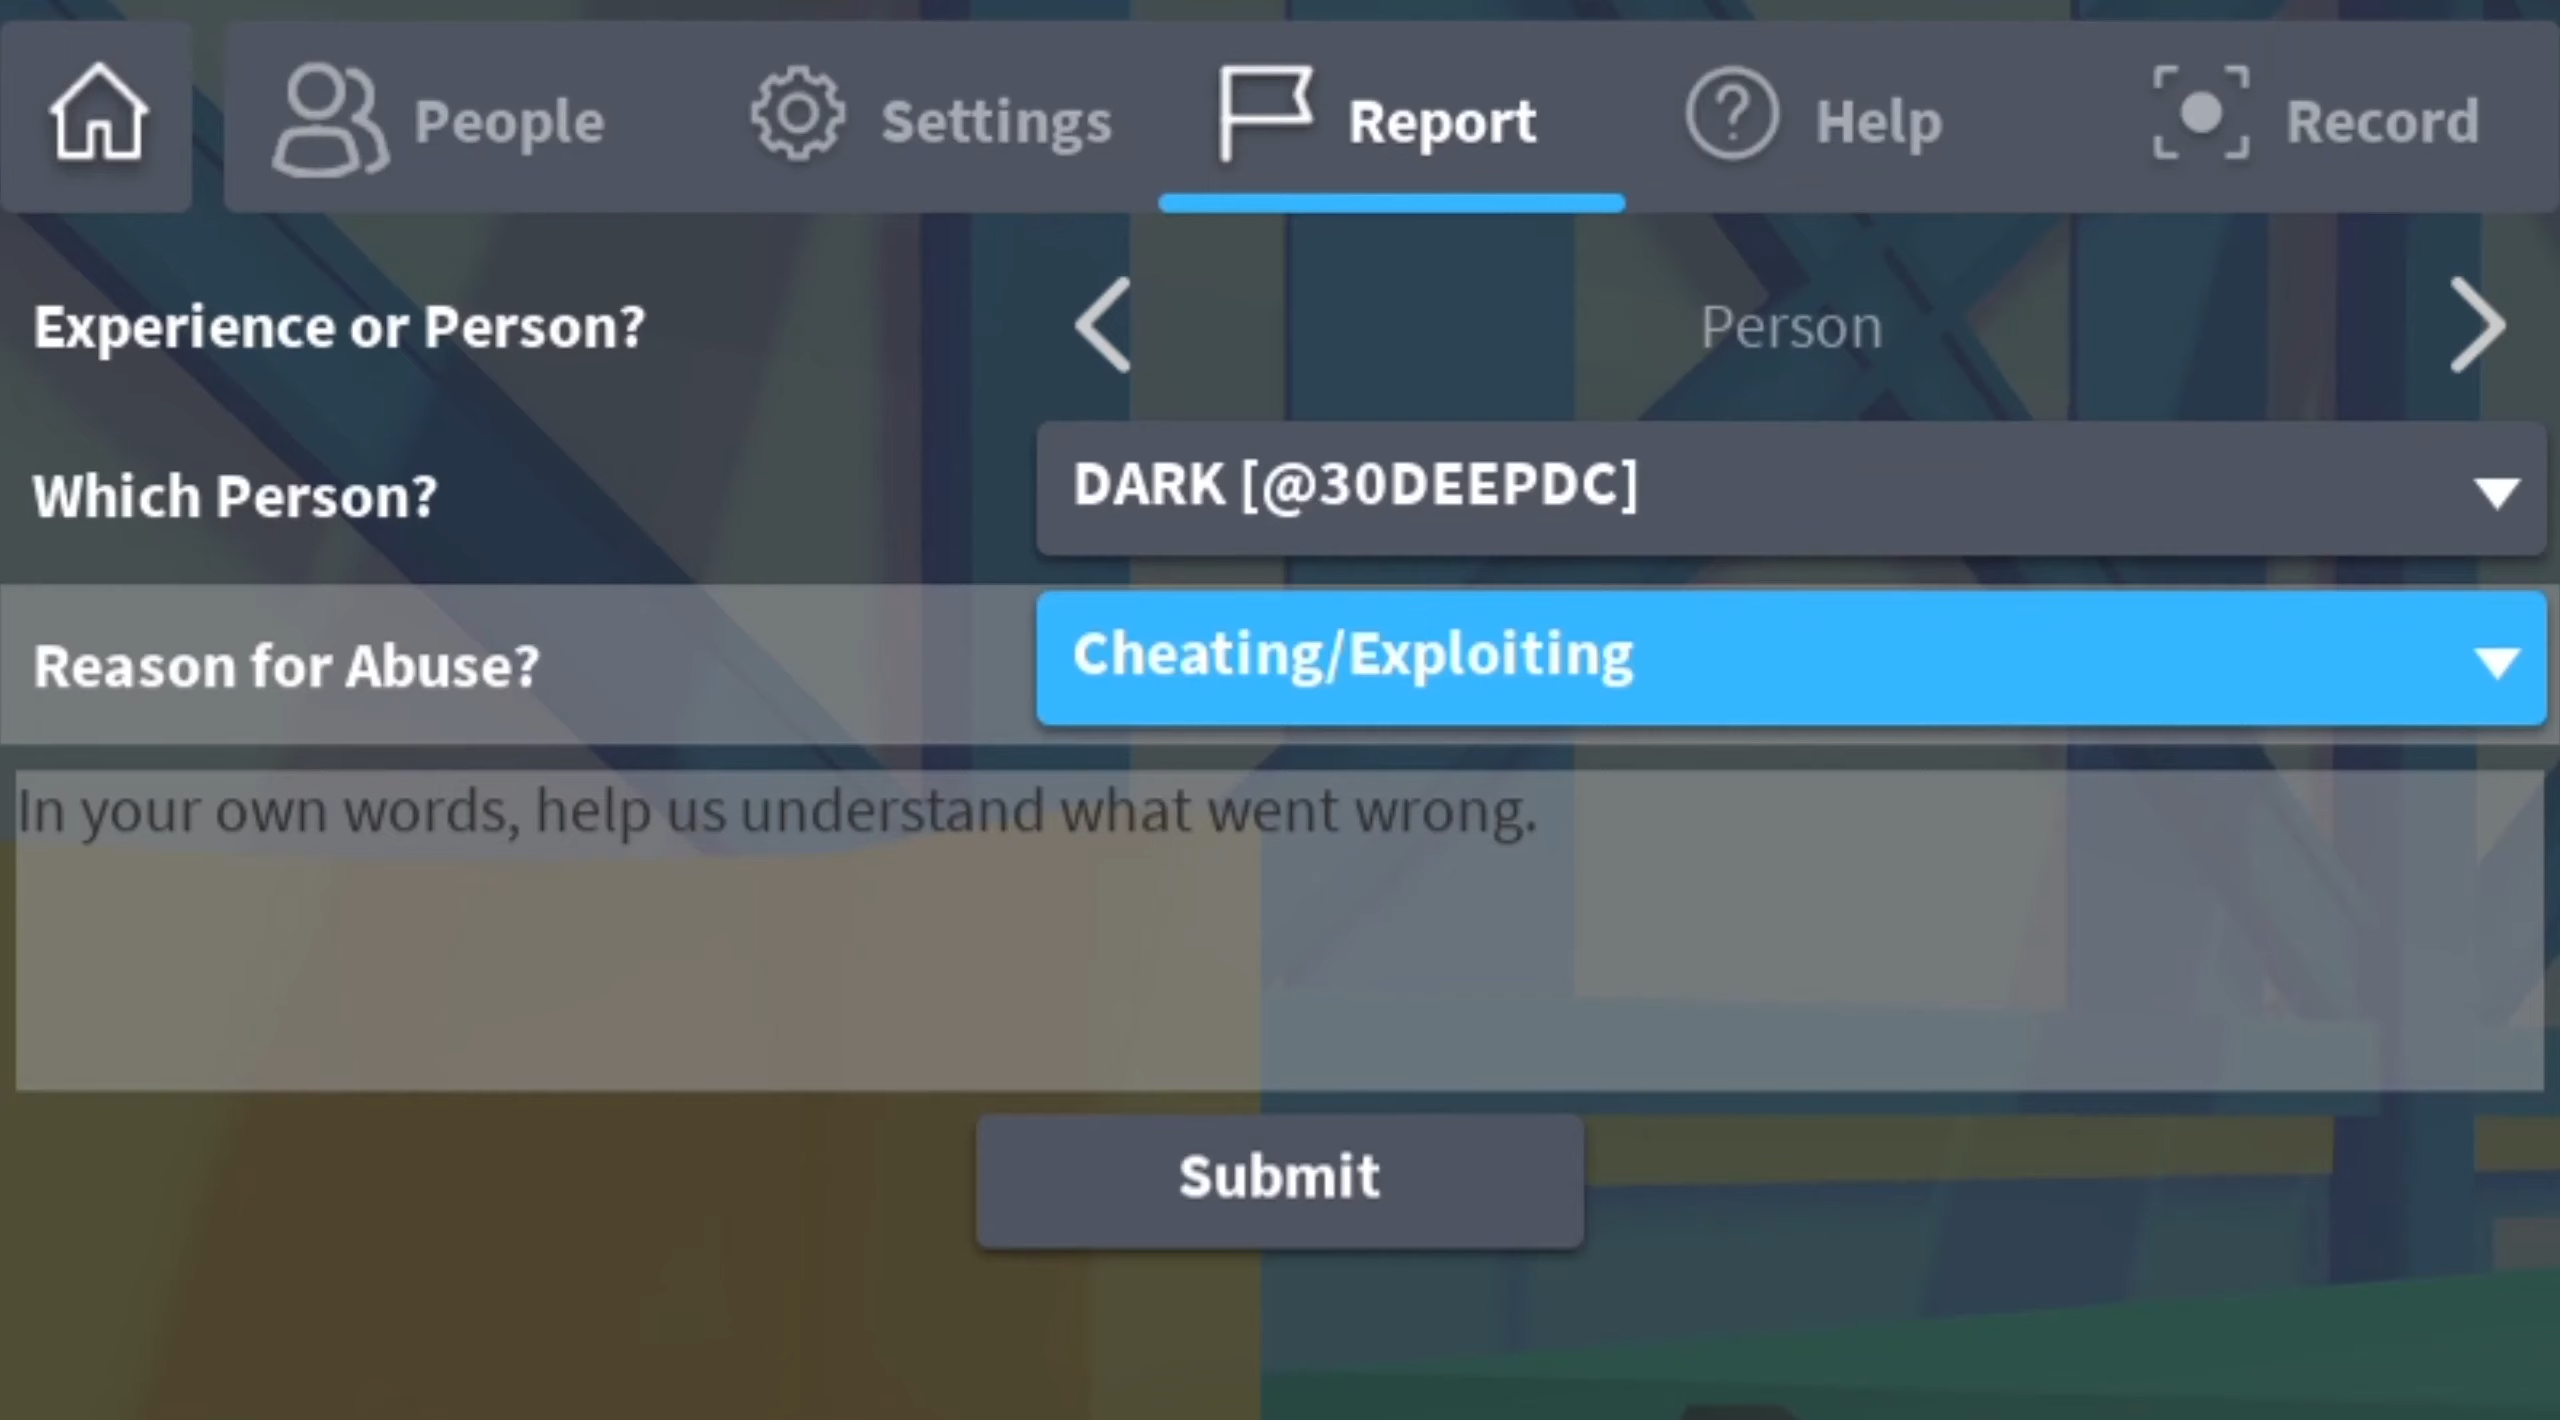 People Settings Report Help Record
Experience or Person? Person
Which Person? DARK [@30DEEPDC]
Reason for Abuse? Cheating/Exploiting
In your own words, help us understand what went wrong.
Submit